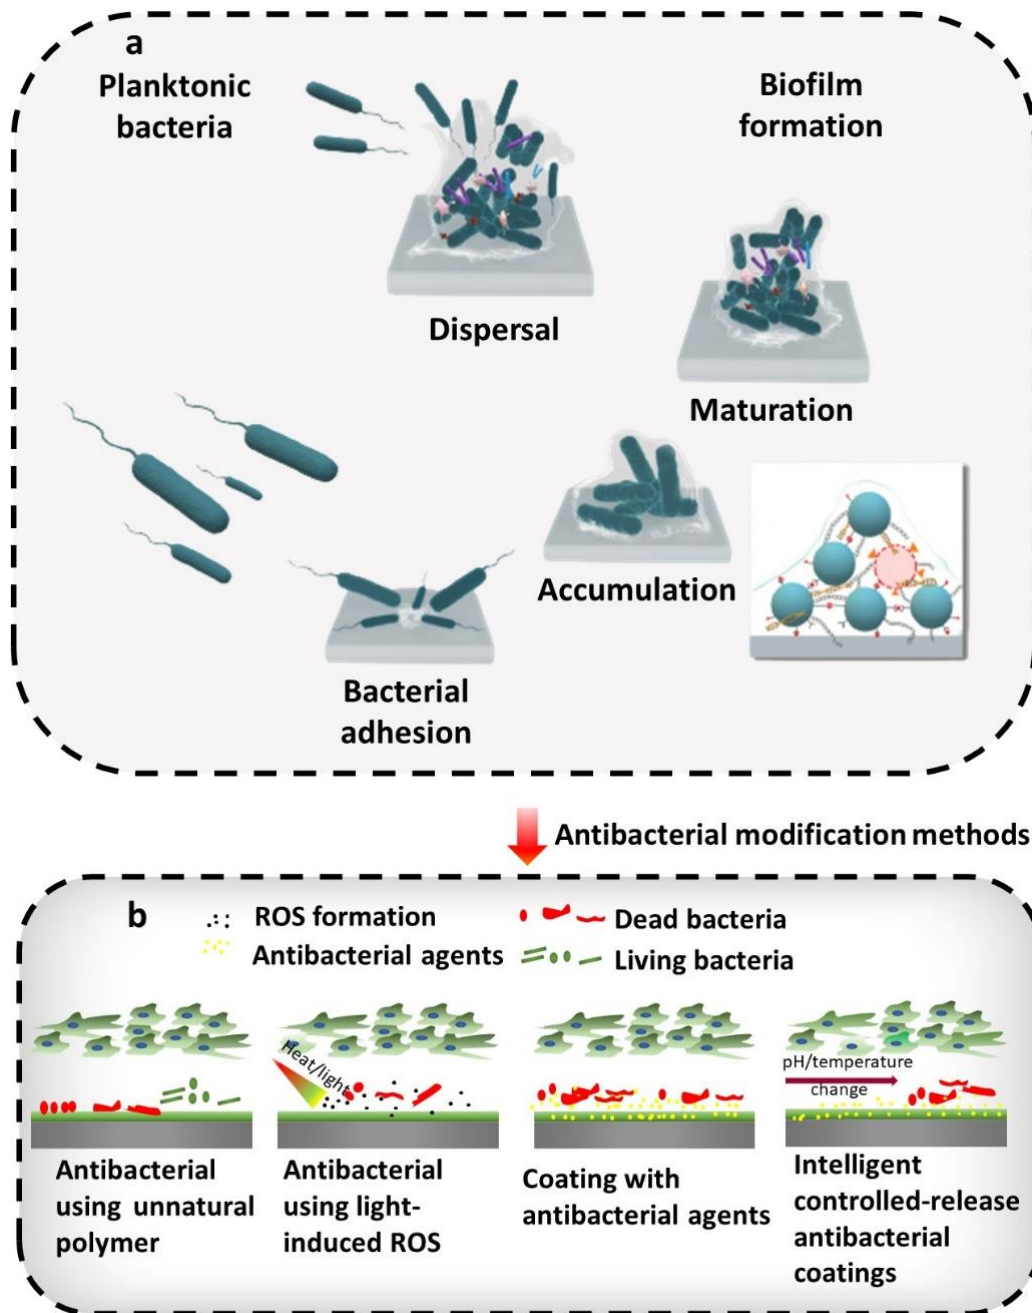 a
Planktonic
bacteria
Biofilm
formation
Dispersal
Maturation
Accumulation
Bacterial
adhesion
Antibacterial modification methods
b
ROS formation
Dead bacteria
Antibacterial agents
Living bacteria
Heat/light
pH/temperature
change
Antibacterial
using unnatural
polymer
Antibacterial
using light-
induced ROS
Coating with
antibacterial agents
Intelligent
controlled-release
antibacterial
coatings